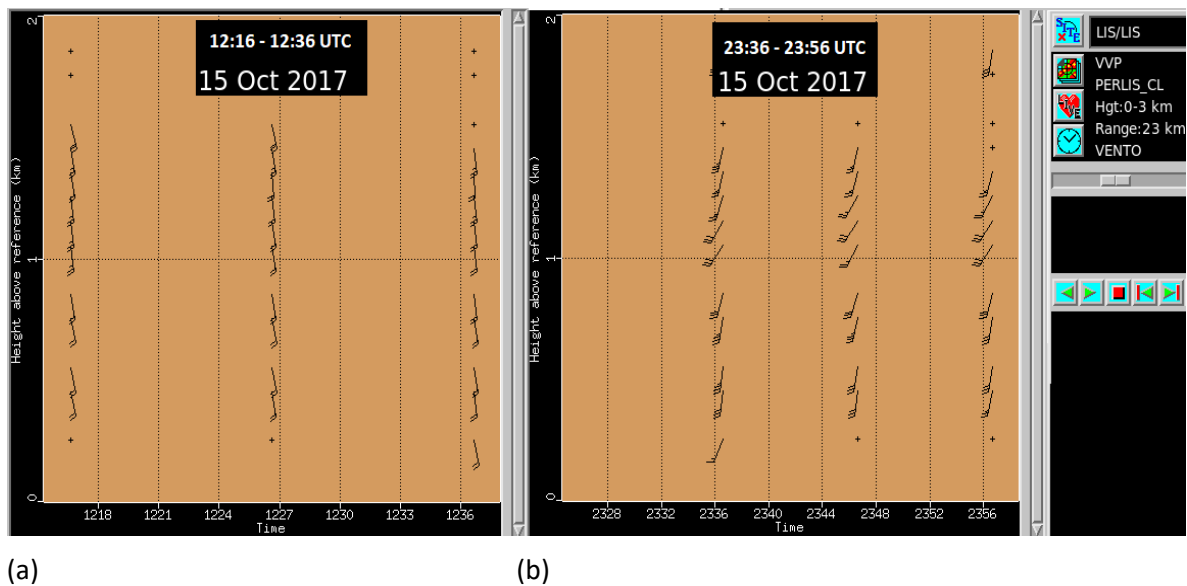 2
12:16 - 12:36 UTC
15 Oct 2017
Height above reference (km)
1
0
1218
1221
1224
1227
1230
1233
1236
Time
2
23:36 - 23:56 UTC
15 Oct 2017
Height above reference (km)
1
0
2328
2332
2336
2340
2344
2348
2352
2356
Time
SITE
LIS/LIS
VVP
PERLIS_CL
Hgt:0-3 km
Range:23 km
VENTO
LIVE
(a)
(b)